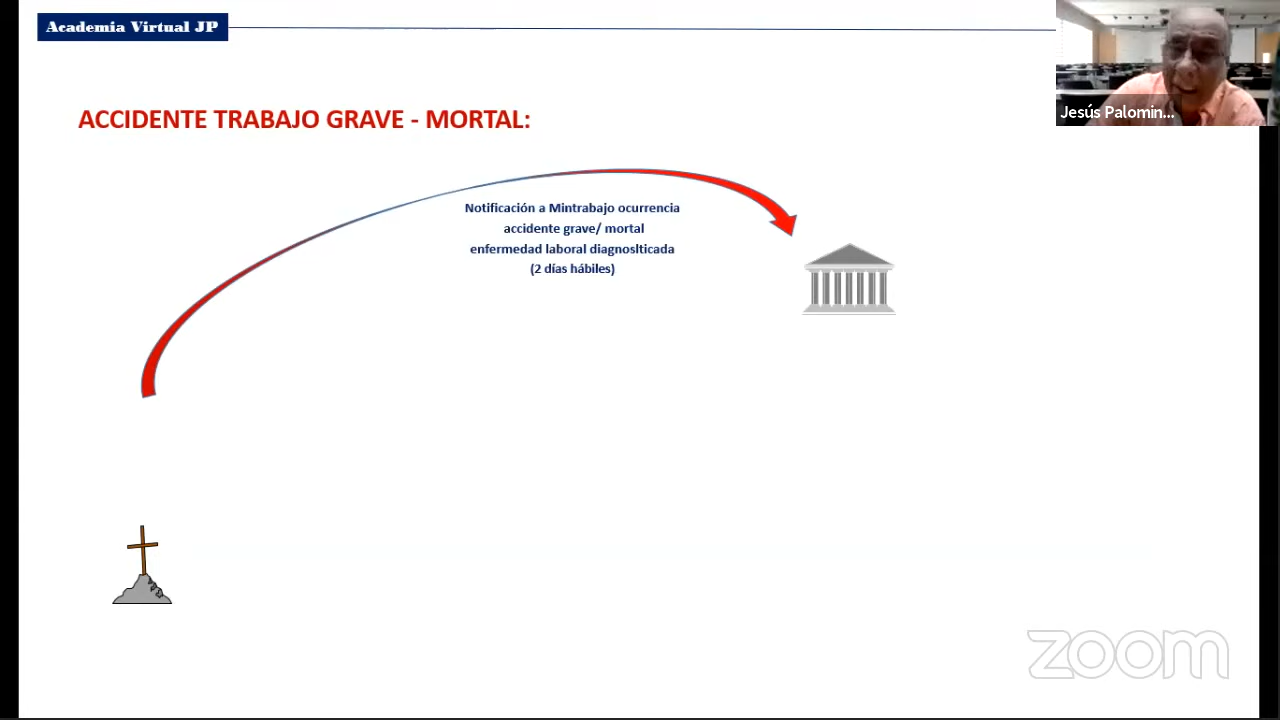 Academia Virtual JP
Jesús Palomin...
ACCIDENTE TRABAJO GRAVE - MORTAL:
Notificación a Mintrabajo ocurrencia
accidente grave/ mortal
enfermedad laboral diagnoslticada
(2 días hábiles)
zoom